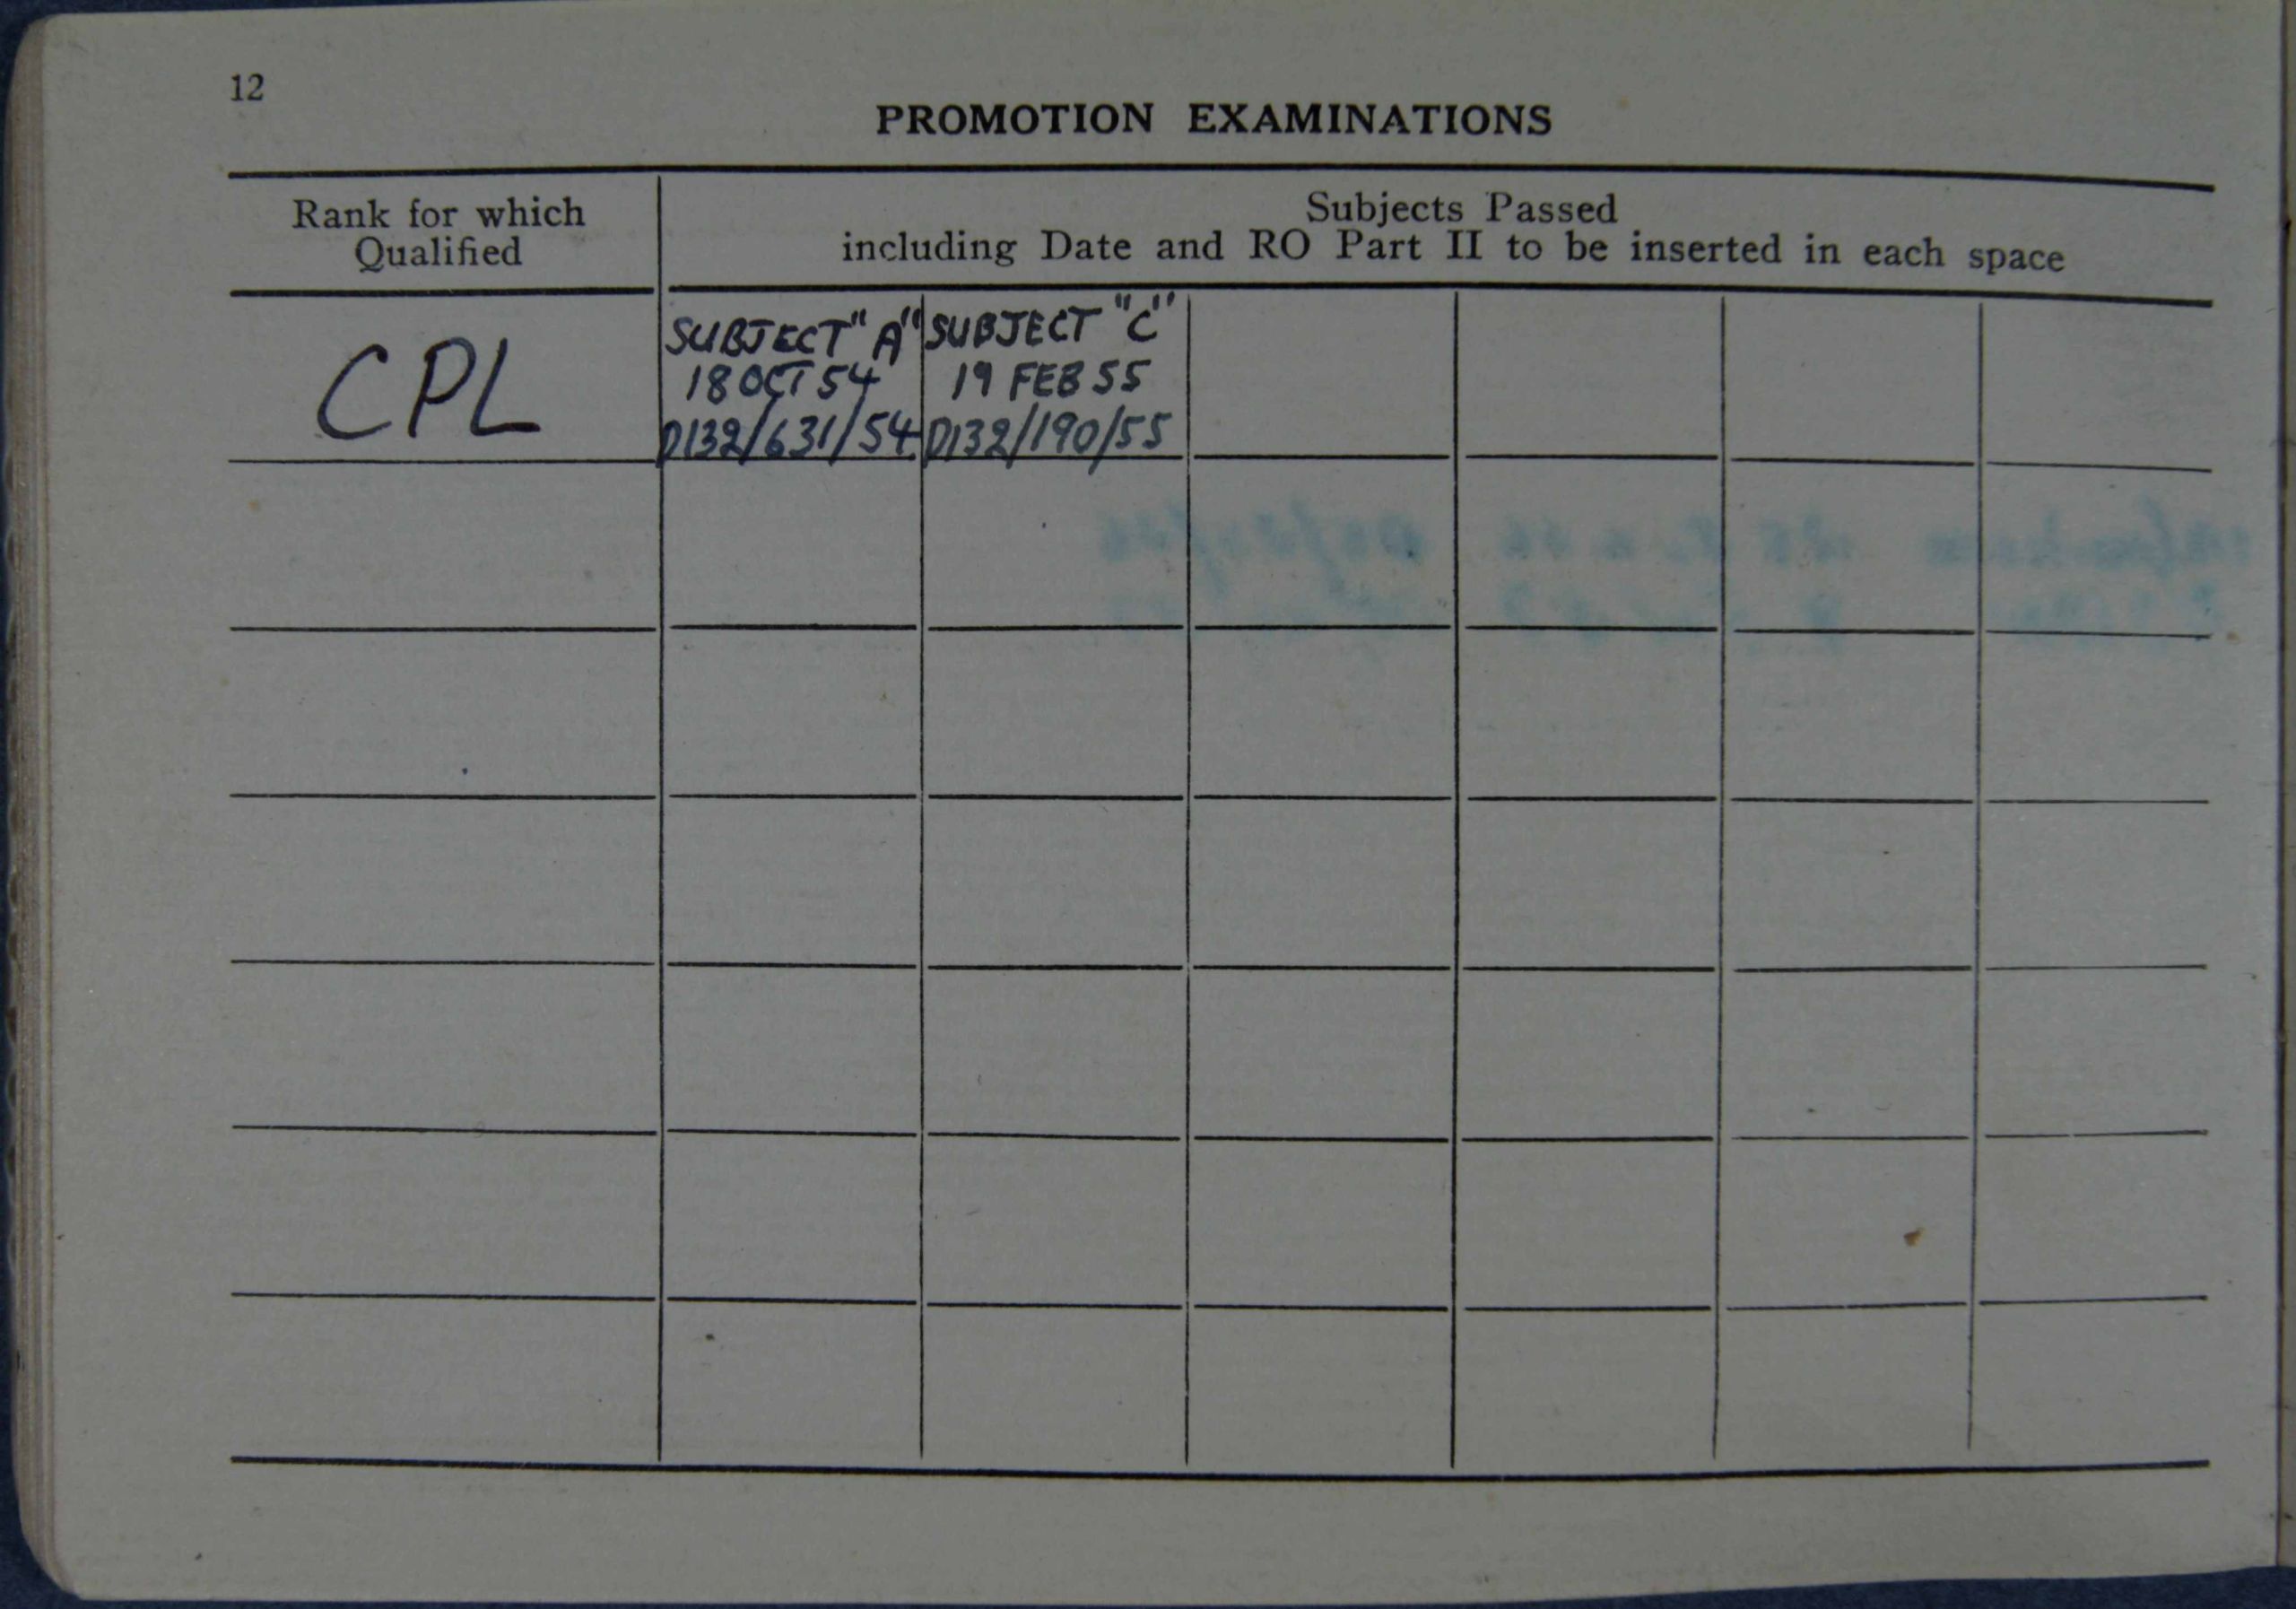 12
PROMOTION EXAMINATIONS
Rank for which
Qualified
Subjects Passed
including Date and RO Part II to be inserted in each space
CPL
SUBJECT "A"
18 OCT 54
D132/631/54.
SUBJECT "C"
19 FEB 55
D132/190/55